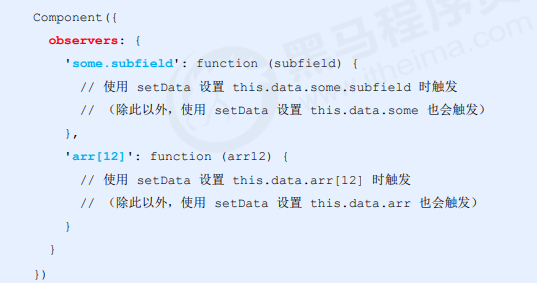 Component({
observers: {
'some.subfield': function (subfield) {
// 使用 setData 设置 this.data.some.subfield 时触发
// （除此以外，使用 setData 设置 this.data.some 也会触发）
},
'arr[12]': function (arr12) {
// 使用 setData 设置 this.data.arr[12] 时触发
// （除此以外，使用 setData 设置 this.data.arr 也会触发）
}
}
})
黑马程序员
www.itheima.com